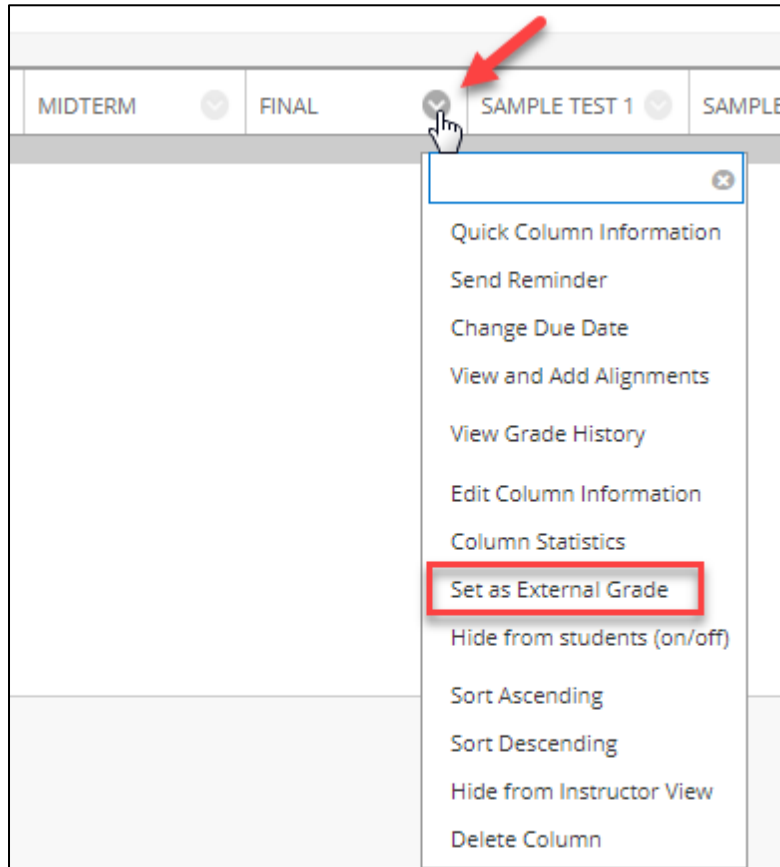 MIDTERM FINAL SAMPLE TEST 1 SAMPLE
Quick Column Information
Send Reminder
Change Due Date
View and Add Alignments
View Grade History
Edit Column Information
Column Statistics
Set as External Grade
Hide from students (on/off)
Sort Ascending
Sort Descending
Hide from Instructor View
Delete Column